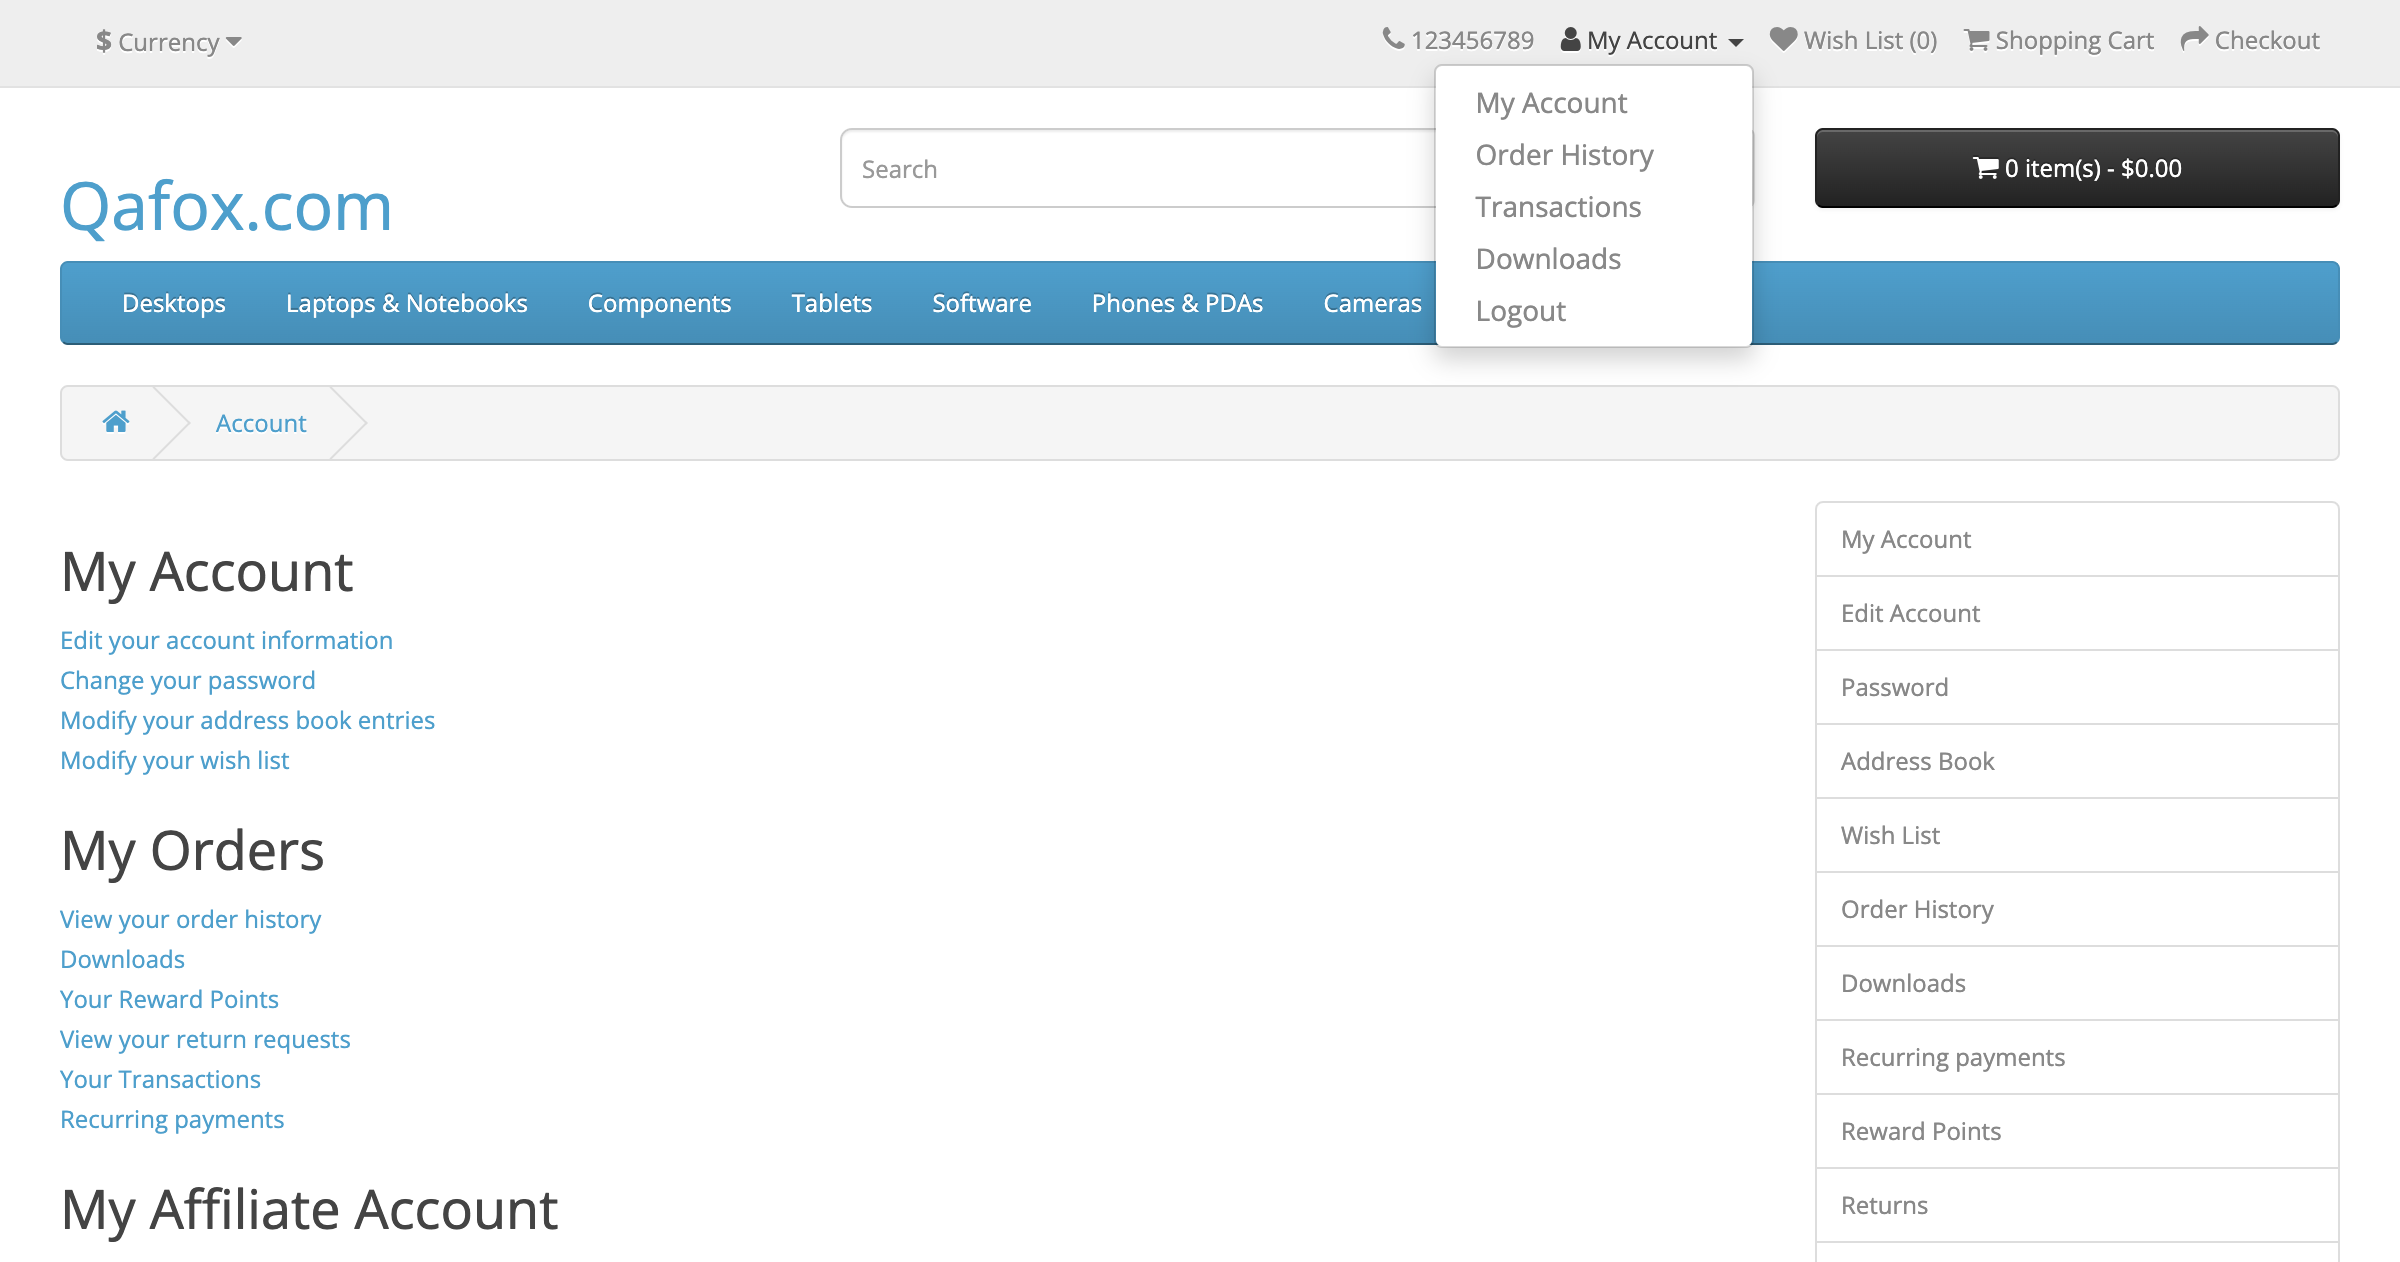 $ Currency
123456789 My Account Wish List (0) Shopping Cart Checkout
My Account
Order History
Transactions
Downloads
Logout
Qafox.com
Search
0 item(s) - $0.00
Desktops Laptops & Notebooks Components Tablets Software Phones & PDAs Cameras
Account
My Account
Edit your account information
Change your password
Modify your address book entries
Modify your wish list
My Orders
View your order history
Downloads
Your Reward Points
View your return requests
Your Transactions
Recurring payments
My Affiliate Account
My Account
Edit Account
Password
Address Book
Wish List
Order History
Downloads
Recurring payments
Reward Points
Returns